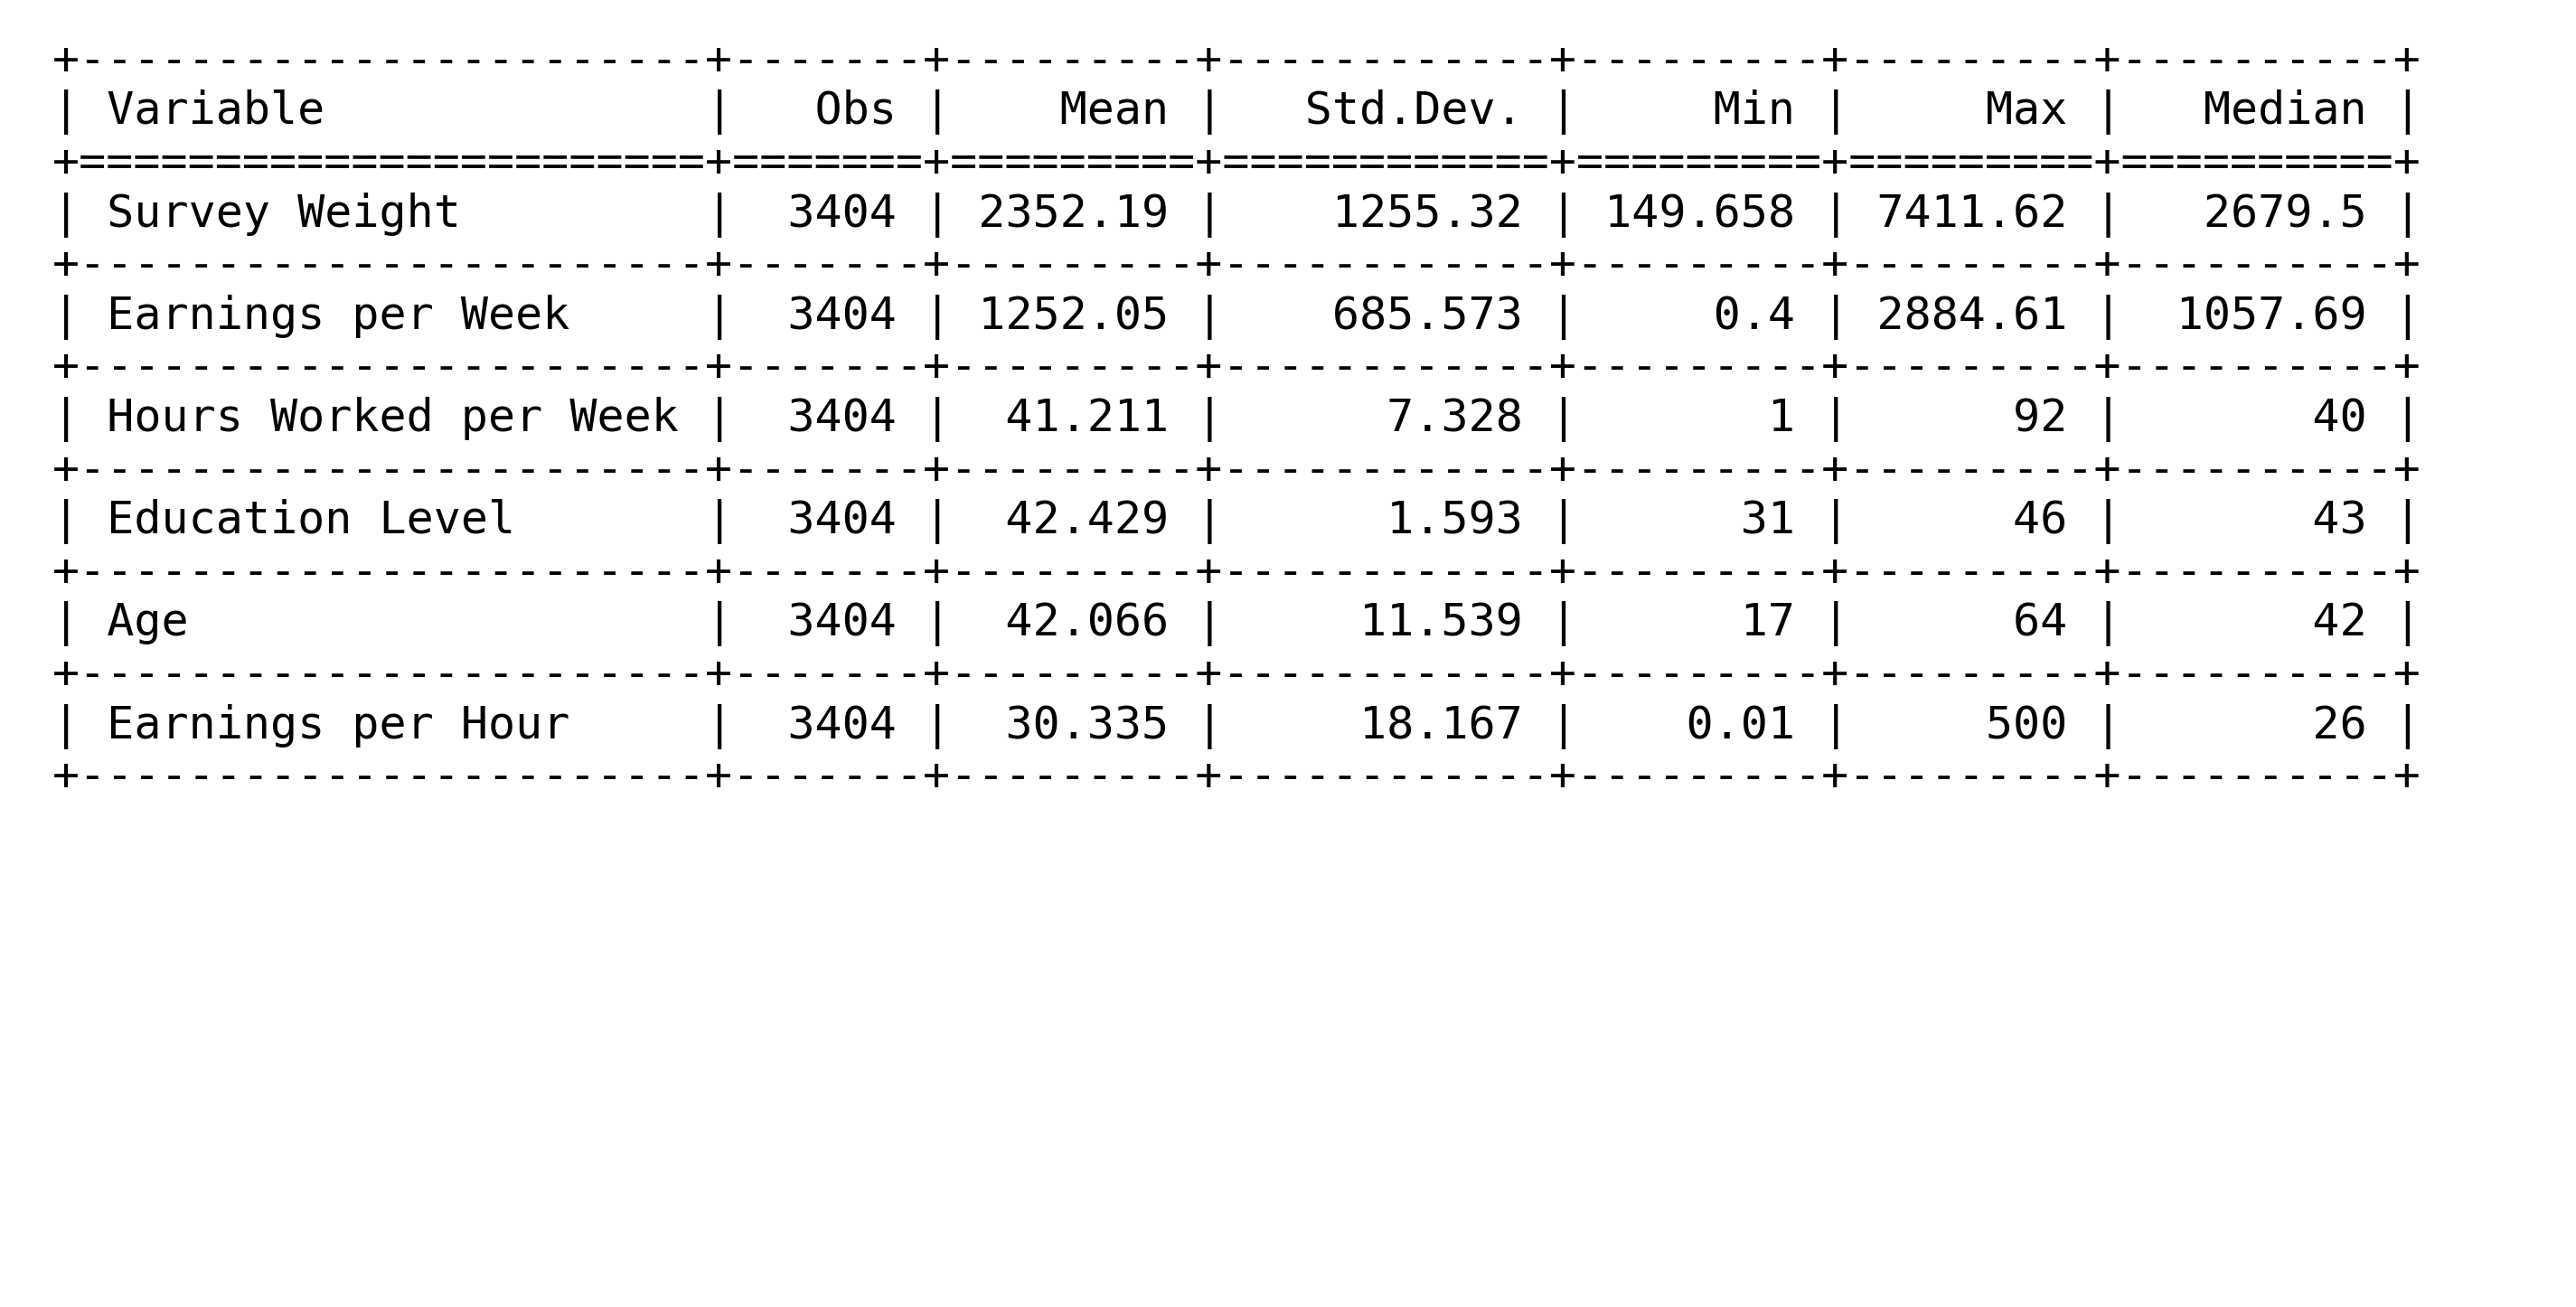 +-----------------------+-------+---------+------------+---------+---------+----------+
| Variable              |   Obs |    Mean |   Std.Dev. |     Min |     Max |   Median |
+=======================+=======+=========+============+=========+=========+==========+
| Survey Weight         |  3404 | 2352.19 |    1255.32 | 149.658 | 7411.62 |   2679.5 |
+-----------------------+-------+---------+------------+---------+---------+----------+
| Earnings per Week     |  3404 | 1252.05 |    685.573 |     0.4 | 2884.61 |  1057.69 |
+-----------------------+-------+---------+------------+---------+---------+----------+
| Hours Worked per Week |  3404 |  41.211 |      7.328 |       1 |      92 |       40 |
+-----------------------+-------+---------+------------+---------+---------+----------+
| Education Level       |  3404 |  42.429 |      1.593 |      31 |      46 |       43 |
+-----------------------+-------+---------+------------+---------+---------+----------+
| Age                   |  3404 |  42.066 |     11.539 |      17 |      64 |       42 |
+-----------------------+-------+---------+------------+---------+---------+----------+
| Earnings per Hour     |  3404 |  30.335 |     18.167 |    0.01 |     500 |       26 |
+-----------------------+-------+---------+------------+---------+---------+----------+